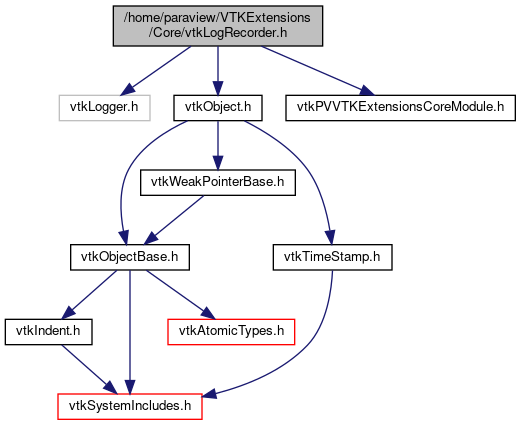 /home/paraview/VTKExtensions
/Core/vtkLogRecorder.h
vtkLogger.h
vtkObject.h
vtkPVVTKExtensionsCoreModule.h
vtkWeakPointerBase.h
vtkObjectBase.h
vtkTimeStamp.h
vtkIndent.h
vtkAtomicTypes.h
vtkSystemIncludes.h